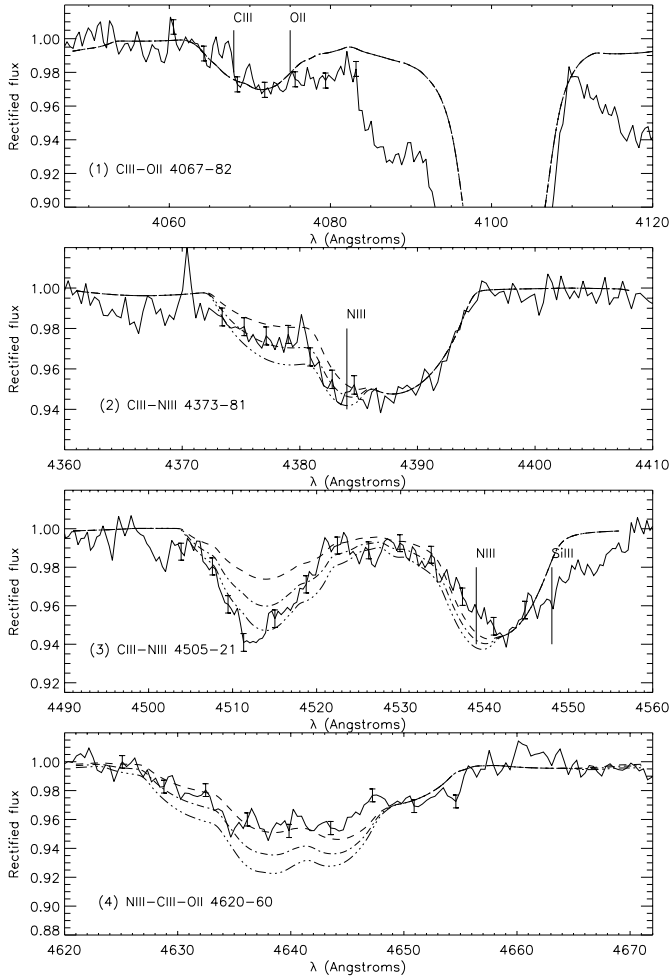 CIII OII
1.00
0.98
0.96
0.94
0.92
0.90
Rectified flux
(1) CIII−OII 4067−82
4060 4080 4100 4120
λ (Angstroms)
1.00
0.98
0.96
0.94
Rectified flux
NIII
(2) CIII−NIII 4373−81
4360 4370 4380 4390 4400 4410
λ (Angstroms)
1.00
0.98
0.96
0.94
0.92
Rectified flux
NIII SiIII
(3) CIII−NIII 4505−21
4490 4500 4510 4520 4530 4540 4550 4560
λ (Angstroms)
1.00
0.98
0.96
0.94
0.92
0.90
0.88
Rectified flux
(4) NIII−CIII−OII 4620−60
4620 4630 4640 4650 4660 4670
λ (Angstroms)